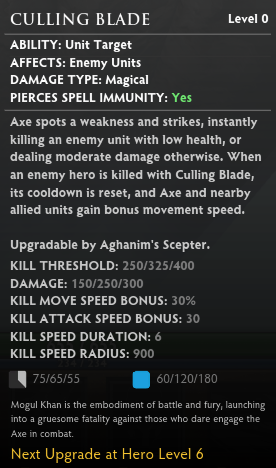 CULLING BLADE Level 0
ABILITY: Unit Target
AFFECTS: Enemy Units
DAMAGE TYPE: Magical
PIERCES SPELL IMMUNITY: Yes
Axe spots a weakness and strikes, instantly
killing an enemy unit with low health, or
dealing moderate damage otherwise. When
an enemy hero is killed with Culling Blade,
its cooldown is reset, and Axe and nearby
allied units gain bonus movement speed.
Upgradable by Aghanim's Scepter.
KILL THRESHOLD: 250/325/400
DAMAGE: 150/250/300
KILL MOVE SPEED BONUS: 30%
KILL ATTACK SPEED BONUS: 30
KILL SPEED DURATION: 6
KILL SPEED RADIUS: 900
75/65/55 60/120/180
Mogul Khan is the embodiment of battle and fury, launching
into a gruesome fatality against those who dare engage the
Axe in combat.
Next Upgrade at Hero Level 6